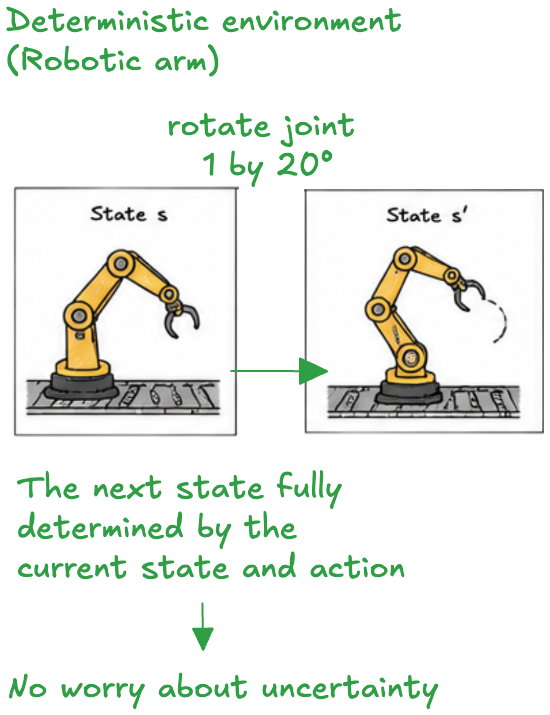 Deterministic environment
(Robotic arm)
rotate joint
1 by 20°
State s
State s'
The next state fully
determined by the
current state and action
No worry about uncertainty